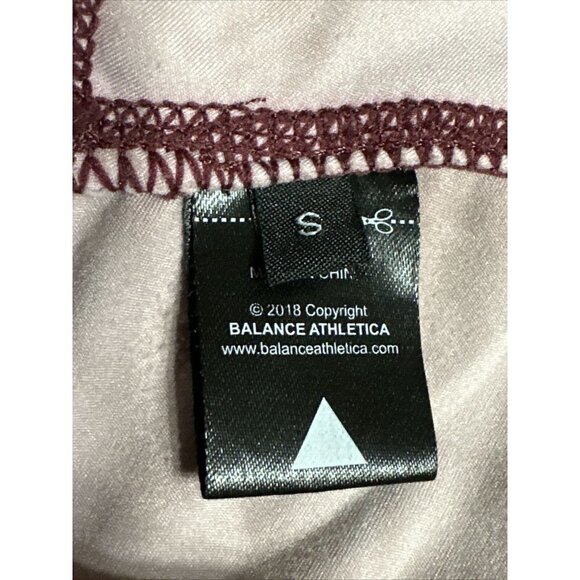 S
© 2018 Copyright
BALANCE ATHLETICA
www.balanceathletica.com